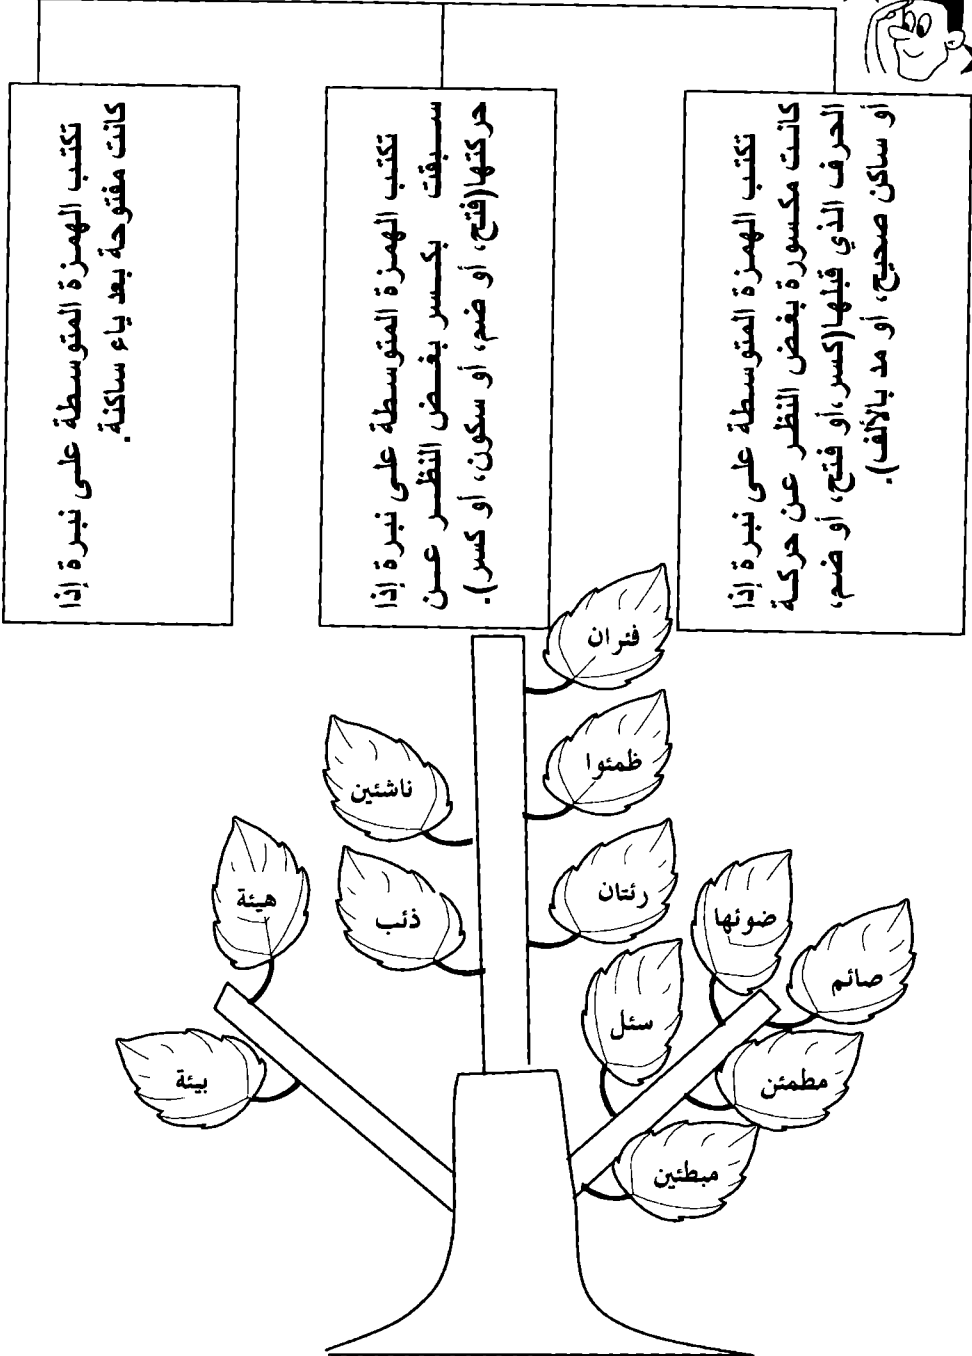 تكتب الهمزة المتوسطة على نبرة إذا
كانت مكسورة بغض النظر عن حركة
الحرف الذي قبلها(كسر،أو فتح، أو ضم،
أو ساكن صحيح، أو مد بالألف).
تكتب الهمزة المتوسطة على نبرة إذا
سبقت بكسر بغض النظر عن
حركتها(فتح، أو ضم، أو سكون، أو كسر).
تكتب الهمزة المتوسطة على نبرة إذا
كانت مفتوحة بعد ياء ساكنة.
فئران
ظمئوا
ناشئين
رئتان
ذئب
هيئة
بيئة
ضوئها
صائم
سئل
مطمئن
مبطئين